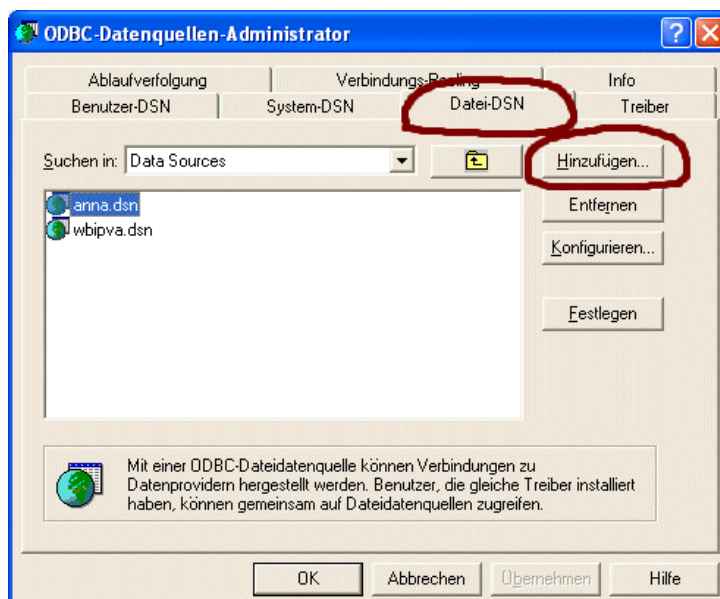 ODBC-Datenquellen-Administrator
Ablaufverfolgung Verbindungs-Pooling Info
Benutzer-DSN System-DSN Datei-DSN Treiber
Suchen in: Data Sources Hinzufügen...
anna.dsn Entfernen
wbipva.dsn
Konfigurieren...
Festlegen
Mit einer ODBC-Dateidatenquelle können Verbindungen zu
Datenprovidern hergestellt werden. Benutzer, die gleiche Treiber installiert
haben, können gemeinsam auf Dateidatenquellen zugreifen.
OK Abbrechen Übernehmen Hilfe